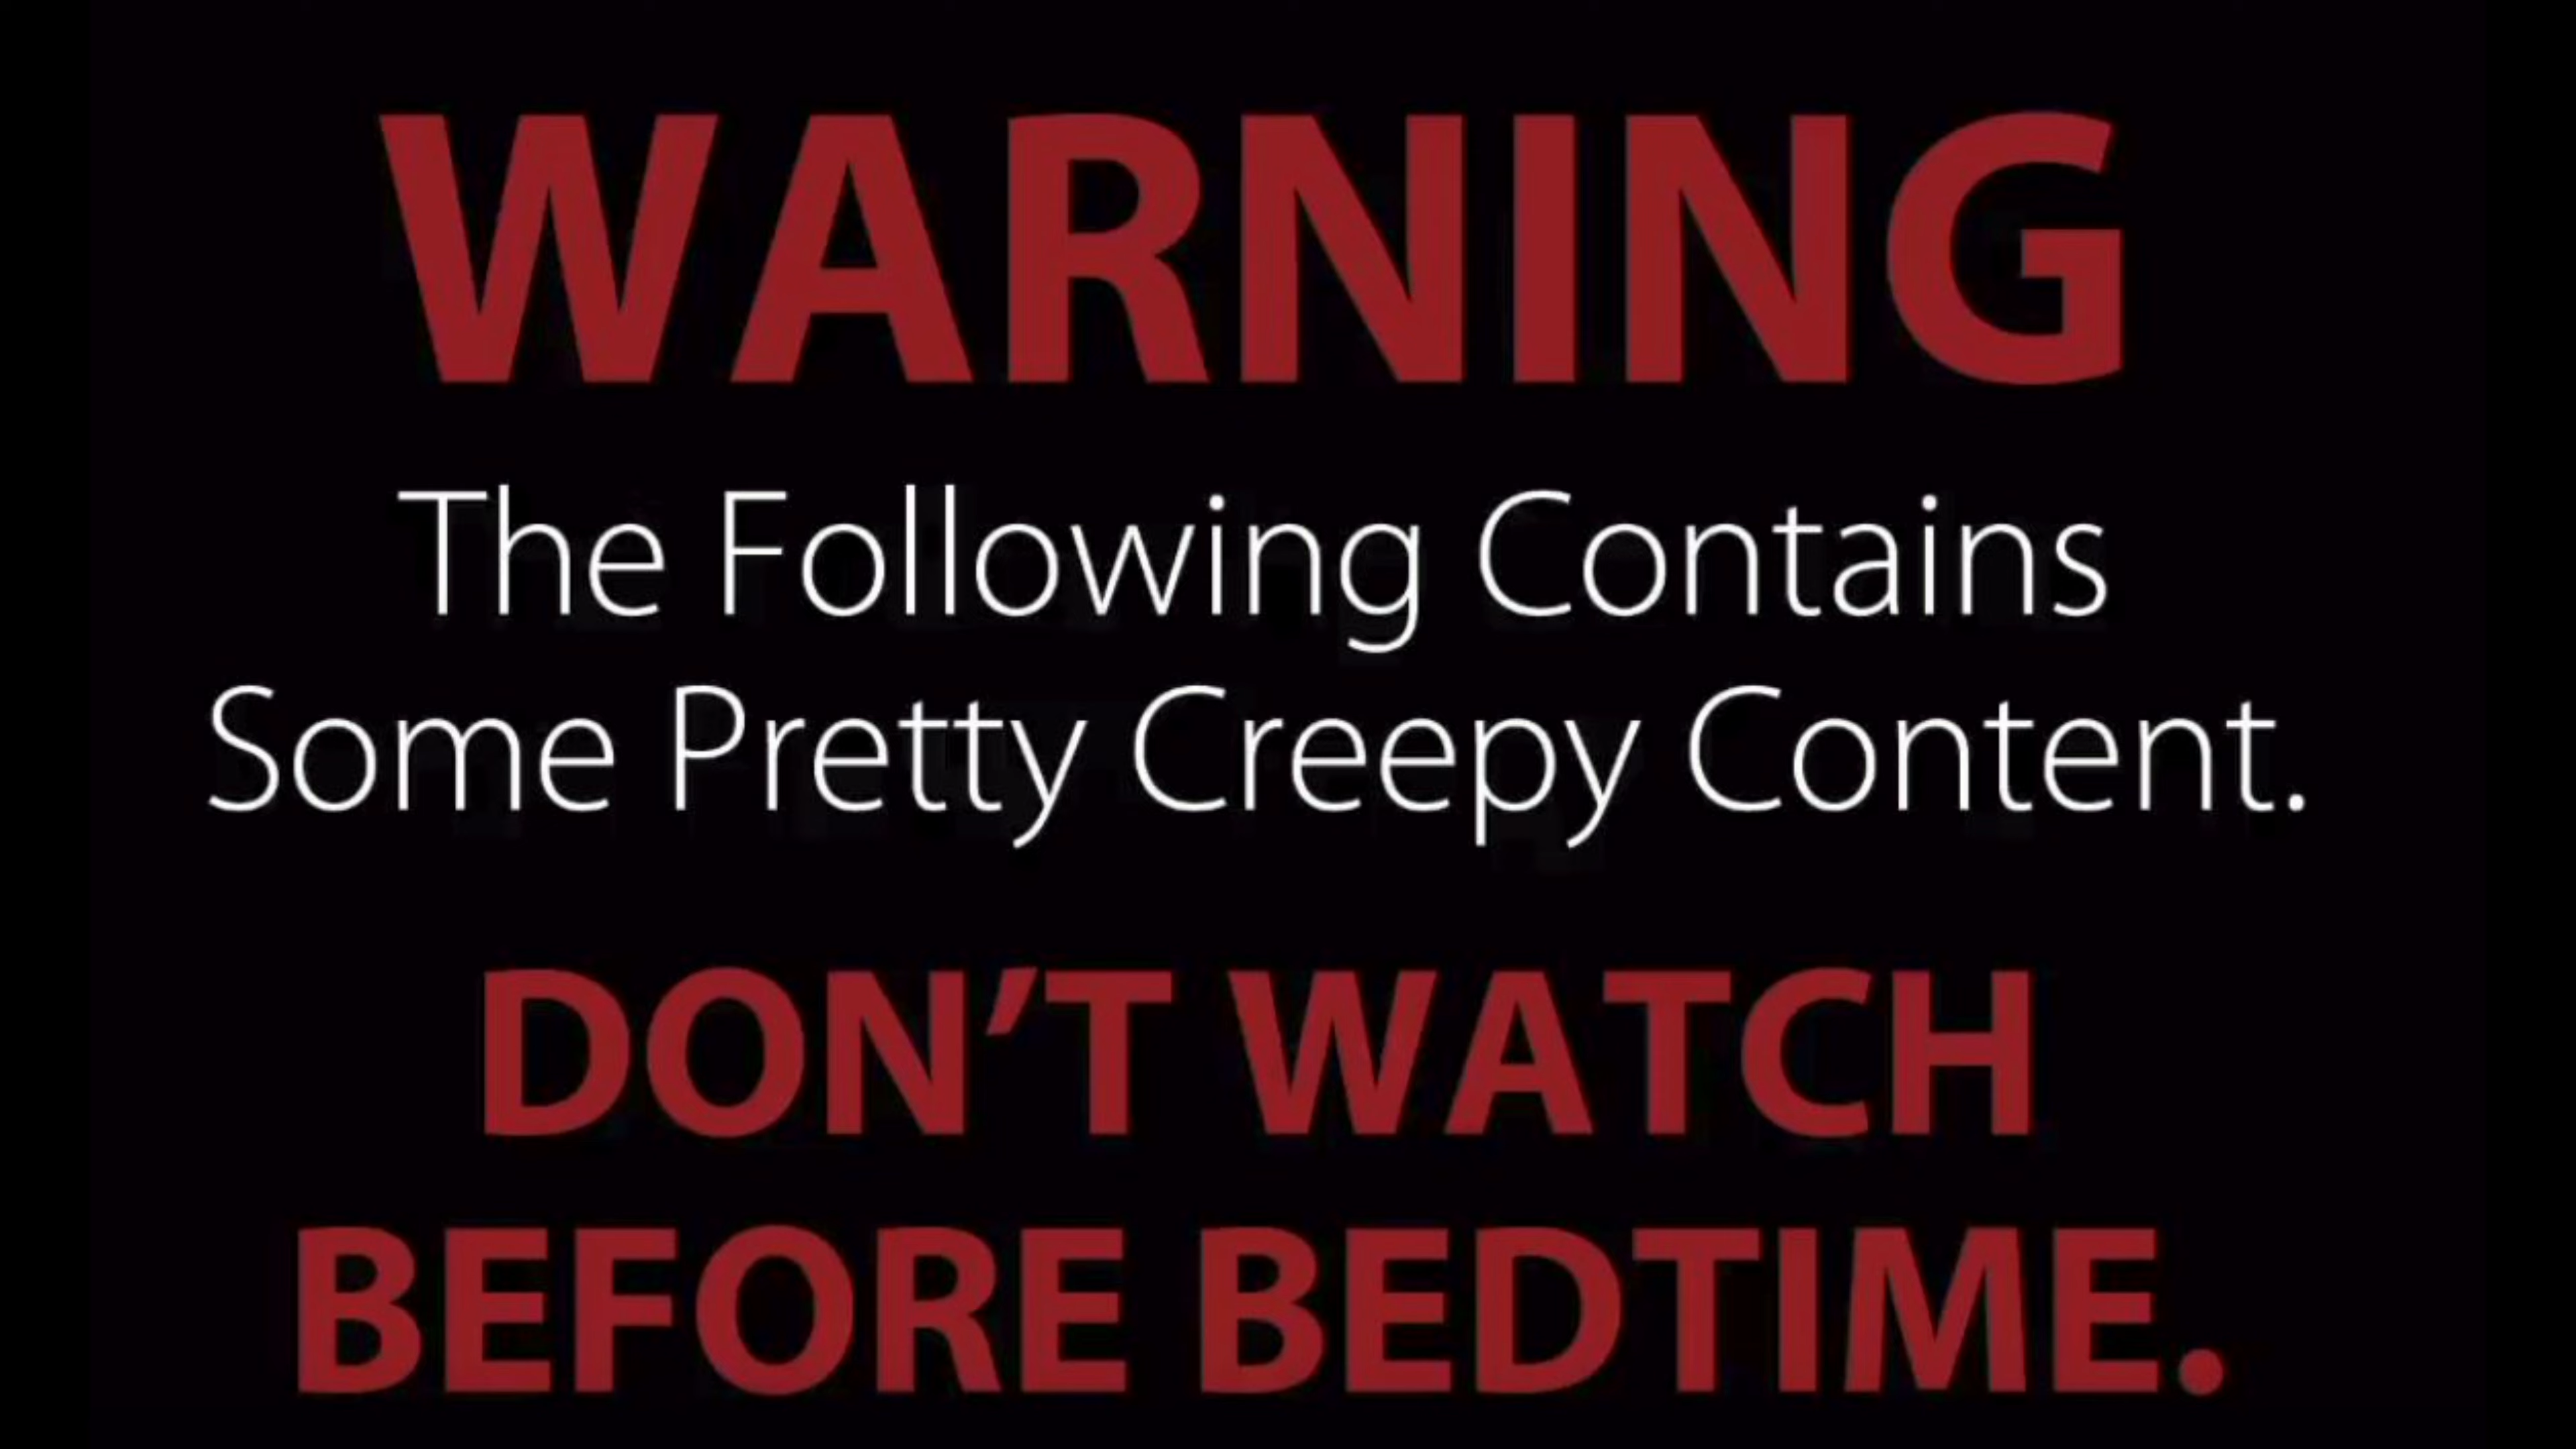 WARNING
The Following Contains
Some Pretty Creepy Content.
DON’T WATCH
BEFORE BEDTIME.